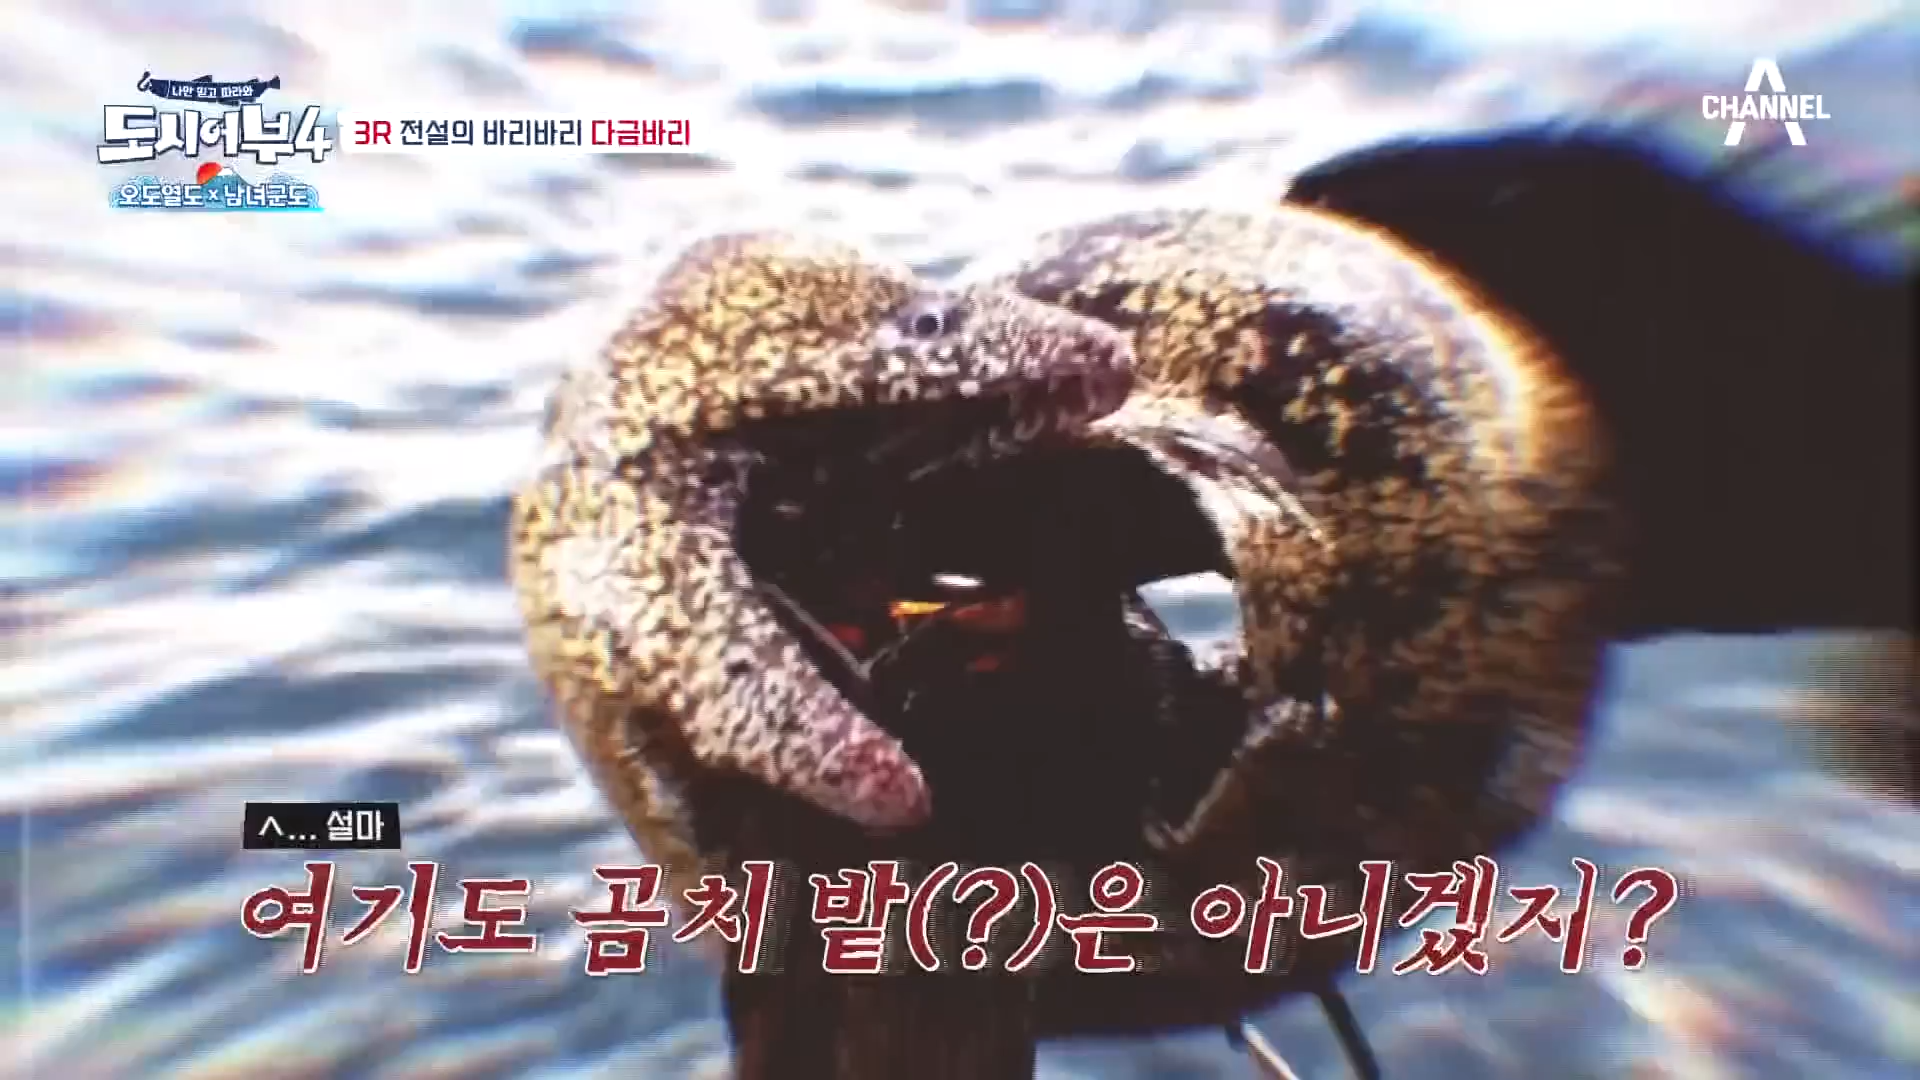 나만 믿고 따라와
도시어부4
오도열도x남녀군도
3R 전설의 바리바리 다금바리
CHANNEL A
ㅅ... 설마
여기도 곰치 밭(?)은 아니겠지?